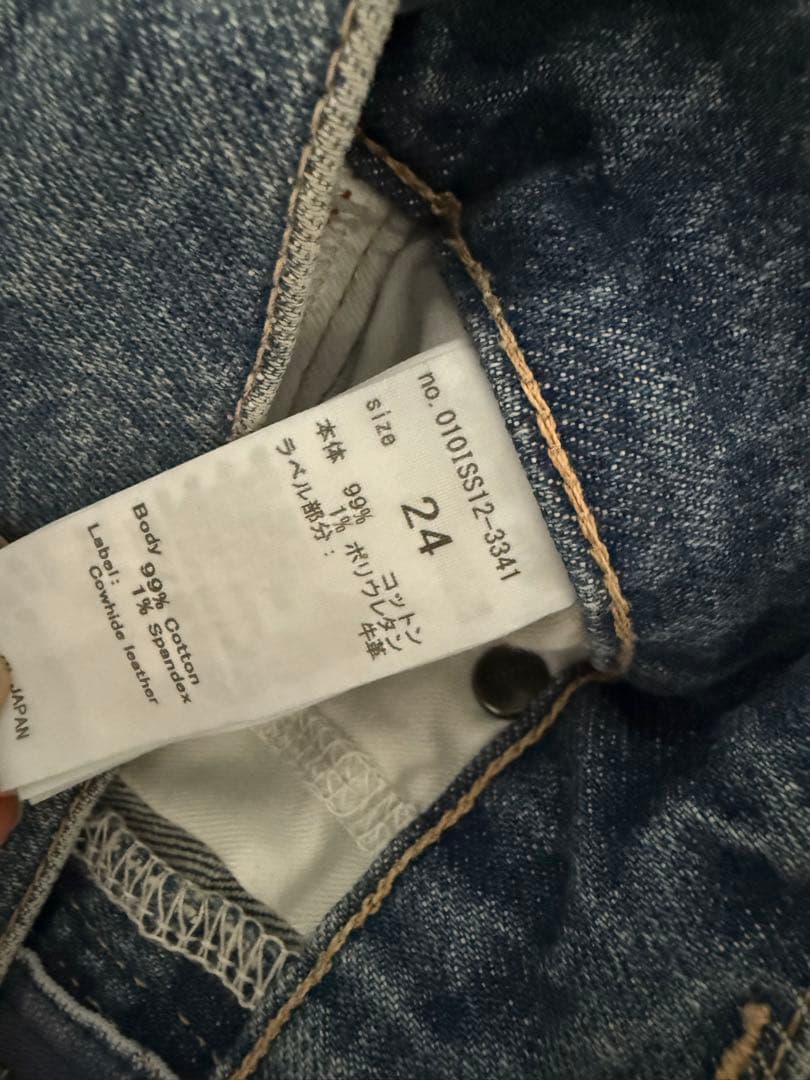 no.010ISS12-3341
size 24
本体 99% コットン
1% ポリウレタン
ラベル部分: 牛革
Body 99% Cotton
1% Spandex
Label:
Cowhide leather
JAPAN